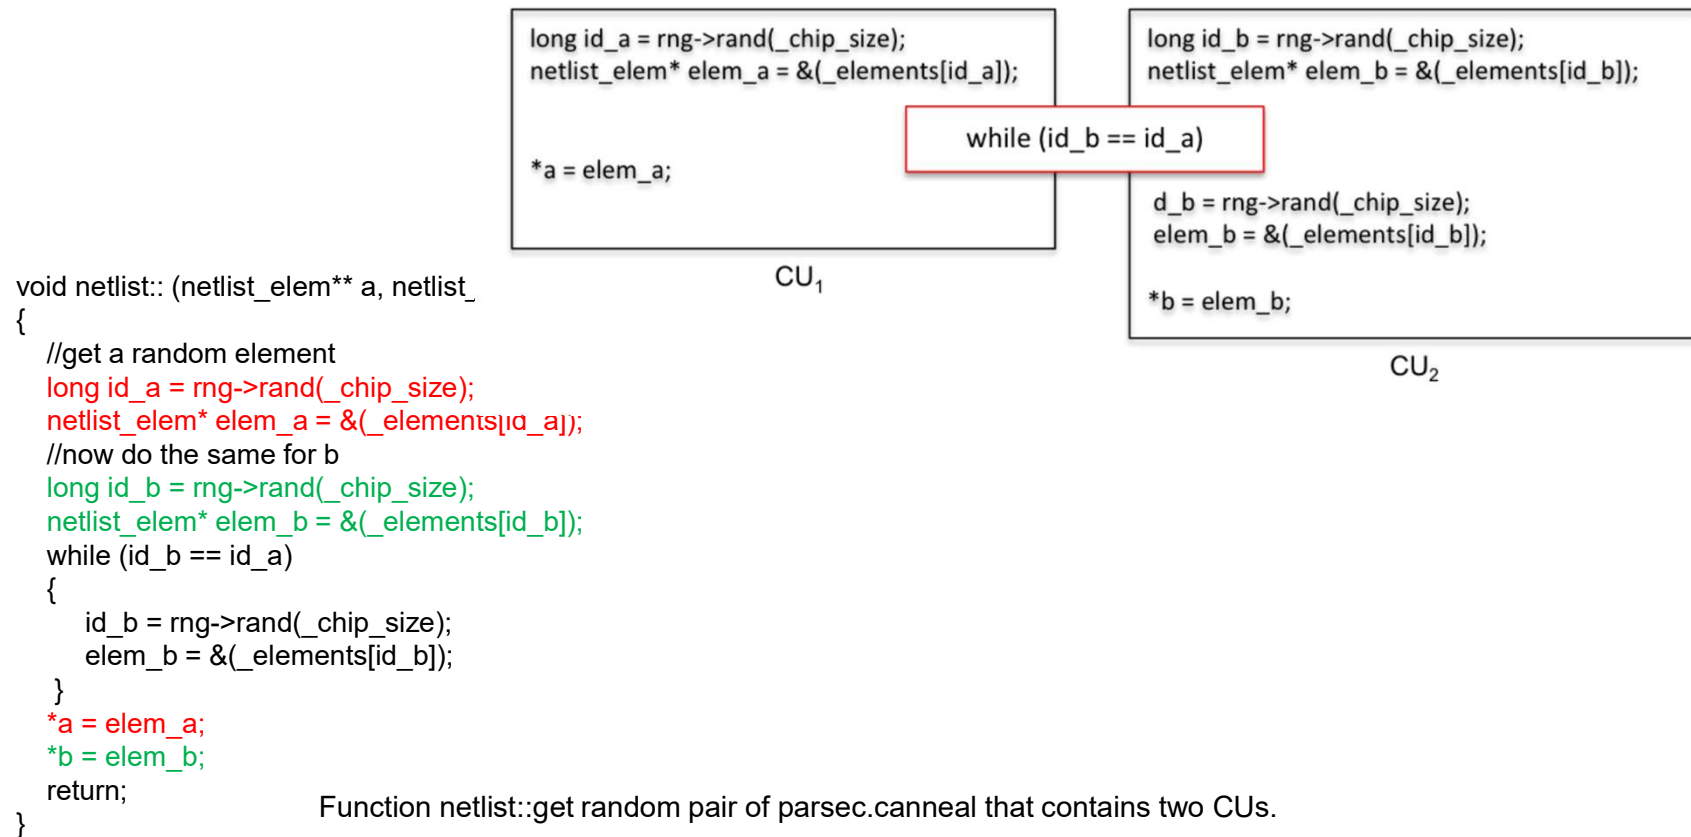 long id_a = rng->rand(_chip_size);
netlist_elem* elem_a = &(_elements[id_a]);
*a = elem_a;
CU1
while (id_b == id_a)
long id_b = rng->rand(_chip_size);
netlist_elem* elem_b = &(_elements[id_b]);
d_b = rng->rand(_chip_size);
elem_b = &(_elements[id_b]);
*b = elem_b;
CU2
void netlist:: (netlist_elem** a, netlist_
{
//get a random element
long id_a = rng->rand(_chip_size);
netlist_elem* elem_a = &(_elements[id_a]);
//now do the same for b
long id_b = rng->rand(_chip_size);
netlist_elem* elem_b = &(_elements[id_b]);
while (id_b == id_a)
{
id_b = rng->rand(_chip_size);
elem_b = &(_elements[id_b]);
}
*a = elem_a;
*b = elem_b;
return;
}
Function netlist::get random pair of parsec.canneal that contains two CUs.